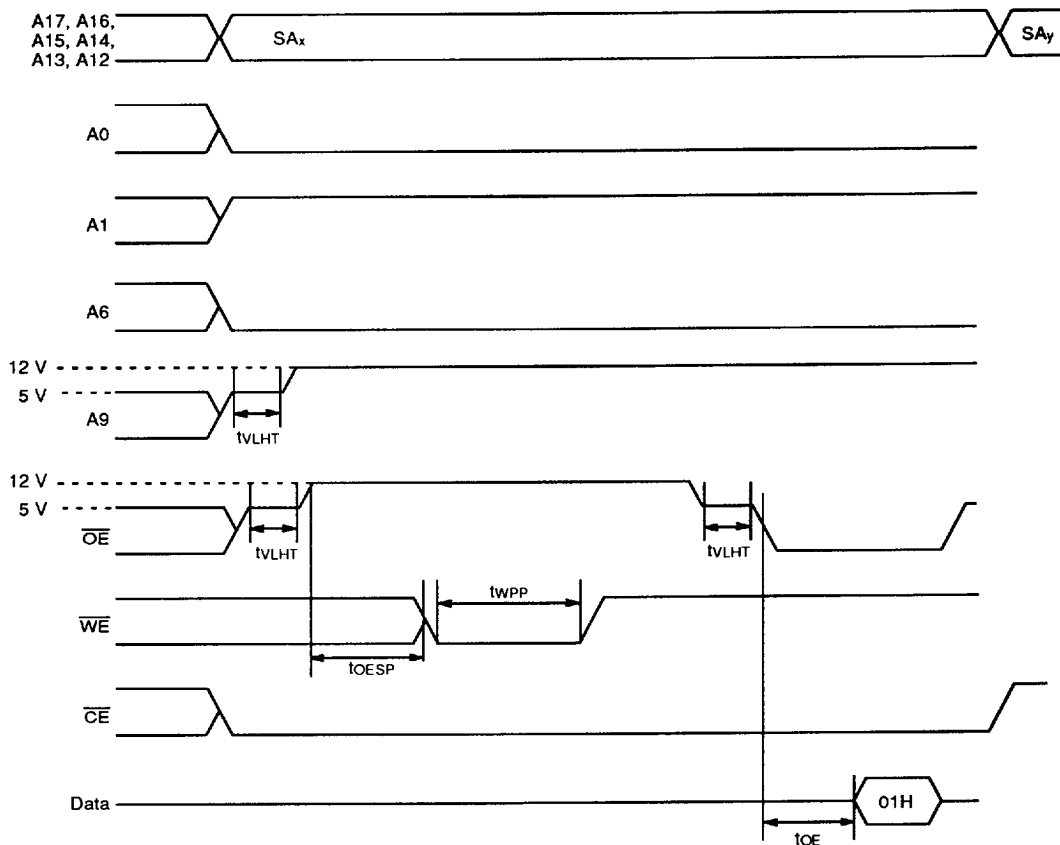 A17, A16,
A15, A14,
A13, A12
SAx
SAy
A0
A1
A6
12 V
5 V
A9
tVLHT
12 V
5 V
OE
tVLHT
tVLHT
WE
tWPP
tOESP
CE
Data
01H
tOE